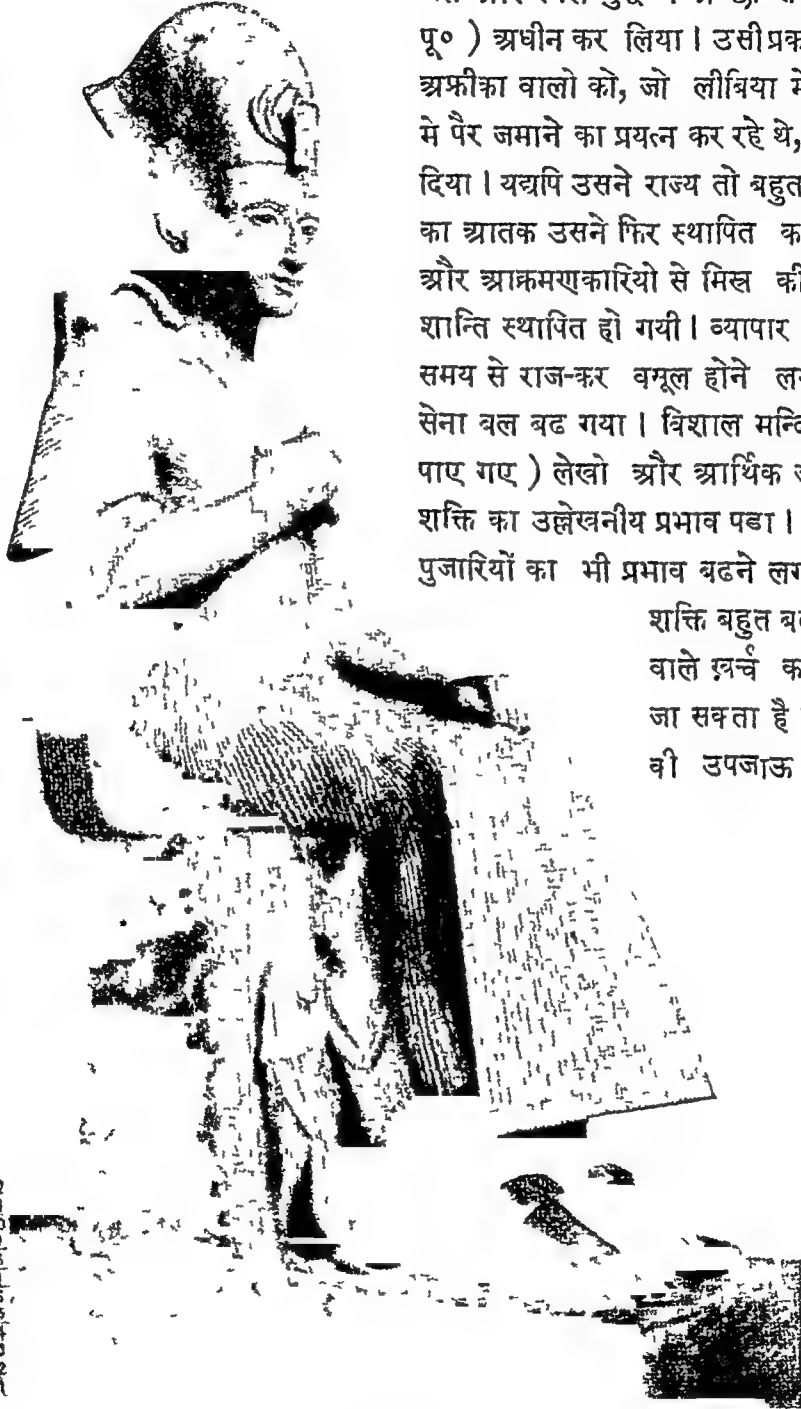 पू० ) अधीन कर लिया । उसी प्रक
अफ्रीका वालो को, जो लीबिया मे
मे पैर जमाने का प्रयत्न कर रहे थे,
दिया । यद्यपि उसने राज्य तो बहुत
का आतक उसने फिर स्थापित क
और आक्रमणकारियो से मिस्र की
शान्ति स्थापित हो गयी । व्यापार
समय से राज-कर वसूल होने ल
सेना बल बढ गया । विशाल मन्दि
पाए गए ) लेखो और आर्थिक
शक्ति का उल्लेखनीय प्रभाव पडा ।
पुजारियों का भी प्रभाव बढने लग
शक्ति बहुत ब
वाले ख़र्च क
जा सकता है
की उपजाऊ